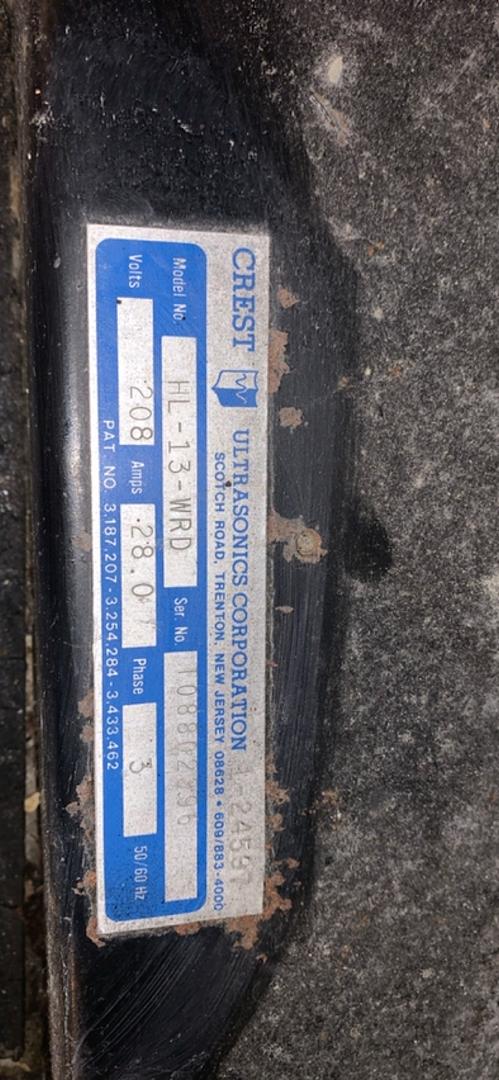 CREST ULTRASONICS CORPORATION
SCOTCH ROAD, TRENTON, NEW JERSEY 08628 • 609/883-4000
Model No. HL-13-WRD Ser. No.
Volts 208 Amps 28.0 Phase 3 50/60 Hz
PAT. NO. 3,187,207 - 3,254,284 - 3,433,462